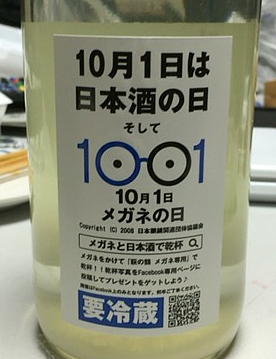 10月1日は
日本酒の日
そして
10-01
10月1日
メガネの日
Copyright (C) 2008 日本眼鏡関連団体協議会
メガネと日本酒で乾杯
メガネをかけて「萩の鶴 メガネ専用」で
乾杯！！乾杯写真をFacebook専用ページに
投稿してプレゼントをゲットしよう♪
要冷蔵